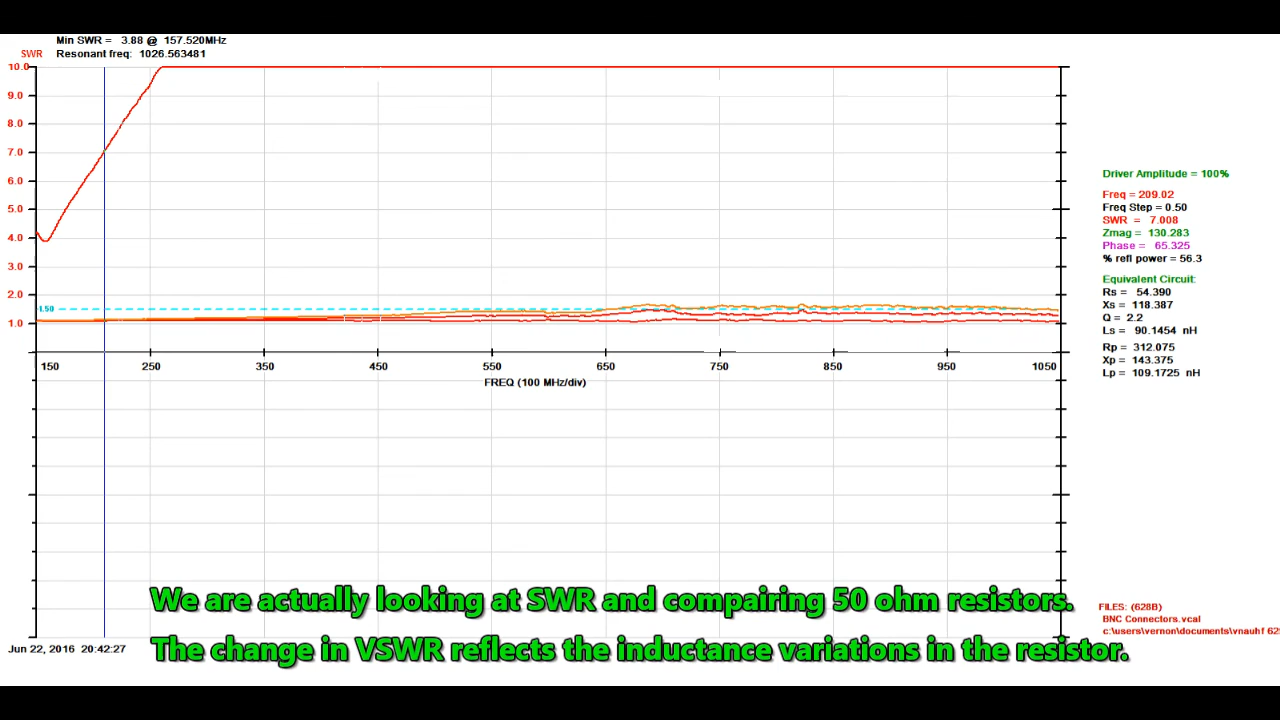 Min SWR =   3.88 @  157.520MHz
SWR   Resonant freq:  1026.563481
10.0
9.0
8.0
7.0
6.0
5.0
4.0
3.0
2.0
1.50
1.0
150 250 350 450 550 650 750 850 950 1050
FREQ (100 MHz/div)
Driver Amplitude = 100%
Freq = 209.02
Freq Step = 0.50
SWR  =   7.008
Zmag =  130.283
Phase =   65.325
% refl power = 56.3
Equivalent Circuit:
Rs =   54.390
Xs =  118.387
Q =  2.2
Ls =   90.1454  nH
Rp =  312.075
Xp =  143.375
Lp =  109.1725  nH
We are actually looking at SWR and compairing 50 ohm resistors.
The change in VSWR reflects the inductance variations in the resistor.
FILES: (628B)
BNC Connectors.vcal
c:\users\vernon\documents\vnauhf 628
Jun 22, 2016  20:42:27